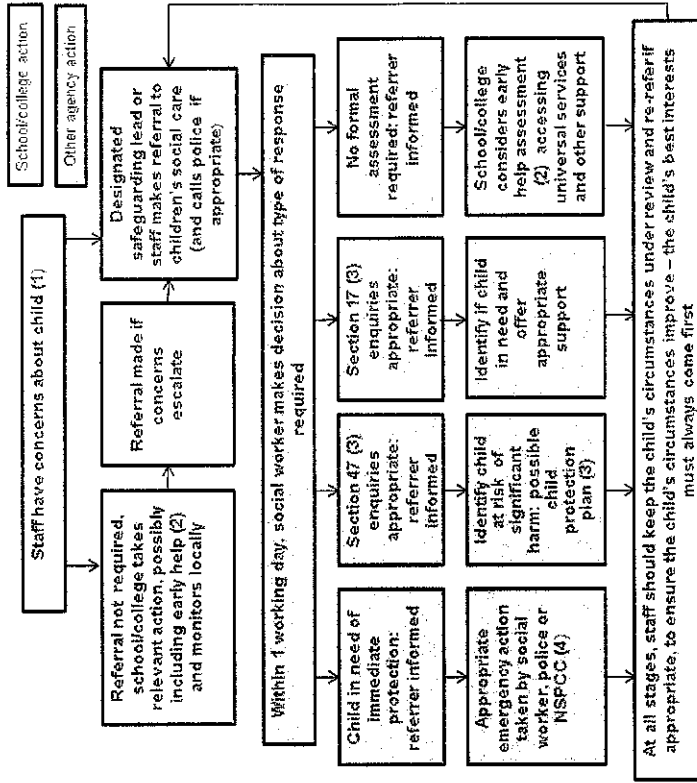 School/college action
Other agency action
Staff have concerns about child (1)
Referral not required,
school/college takes
relevant action, possibly
including early help (2)
and monitors locally
Referral made if
concerns
escalate
Designated
safeguarding lead or
staff makes referral to
children's social care
(and calls police if
appropriate)
Within 1 working day, social worker makes decision about type of response
required
Child in need of
immediate
protection:
referrer informed
Section 47 (3)
enquiries
appropriate:
referrer
informed
Section 17 (3)
enquiries
appropriate:
referrer
informed
No formal
assessment
required: referrer
informed
Appropriate
emergency action
taken by social
worker, police or
NSPCC (4)
Identify child
at risk of
significant
harm: possible
child
protection
plan (3)
Identify if child
in need and
offer
appropriate
support
School/college
considers early
help assessment
(2) accessing
universal services
and other support
At all stages, staff should keep the child's circumstances under review and re-refer if
appropriate, to ensure the child's circumstances improve – the child's best interests
must always come first